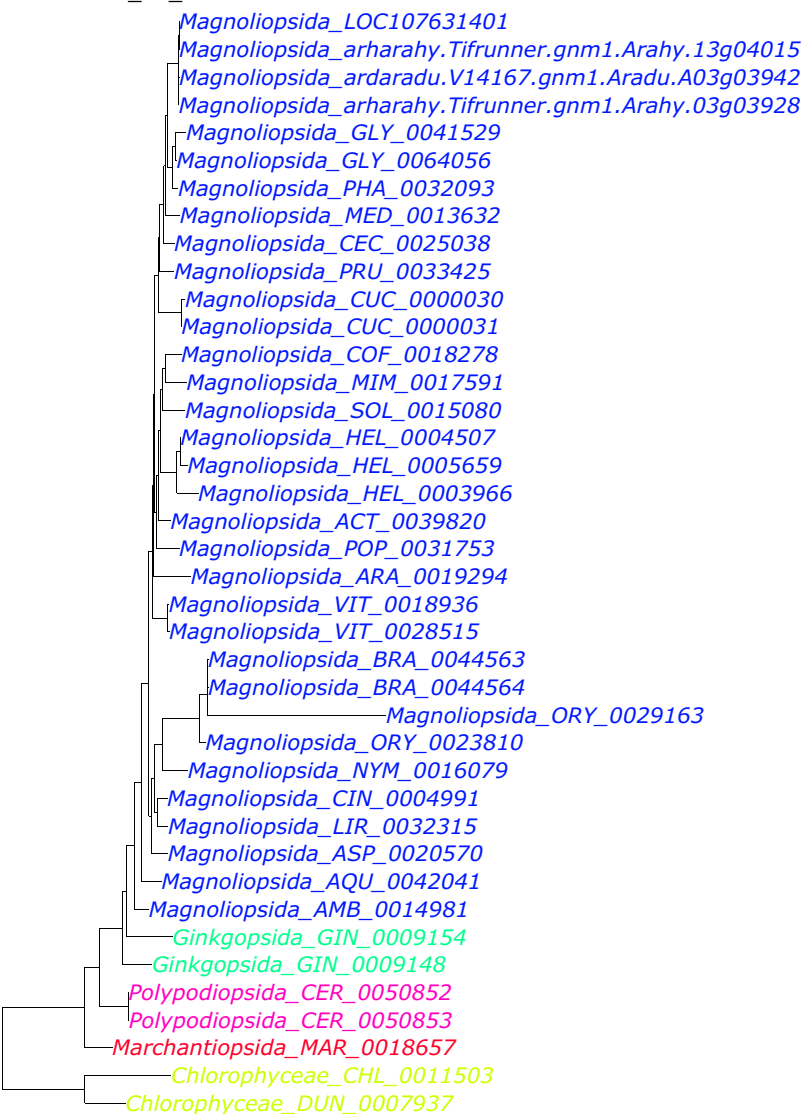 Magnoliopsida_LOC107631401
Magnoliopsida_arharahy.Tifrunner.gnm1.Arahy.13g04015
Magnoliopsida_ardaradu.V14167.gnm1.Aradu.A03g03942
Magnoliopsida_arharahy.Tifrunner.gnm1.Arahy.03g03928
Magnoliopsida_GLY_0041529
Magnoliopsida_GLY_0064056
Magnoliopsida_PHA_0032093
Magnoliopsida_MED_0013632
Magnoliopsida_CEC_0025038
Magnoliopsida_PRU_0033425
Magnoliopsida_CUC_0000030
Magnoliopsida_CUC_0000031
Magnoliopsida_COF_0018278
Magnoliopsida_MIM_0017591
Magnoliopsida_SOL_0015080
Magnoliopsida_HEL_0004507
Magnoliopsida_HEL_0005659
Magnoliopsida_HEL_0003966
Magnoliopsida_ACT_0039820
Magnoliopsida_POP_0031753
Magnoliopsida_ARA_0019294
Magnoliopsida_VIT_0018936
Magnoliopsida_VIT_0028515
Magnoliopsida_BRA_0044563
Magnoliopsida_BRA_0044564
Magnoliopsida_ORY_0029163
Magnoliopsida_ORY_0023810
Magnoliopsida_NYM_0016079
Magnoliopsida_CIN_0004991
Magnoliopsida_LIR_0032315
Magnoliopsida_ASP_0020570
Magnoliopsida_AQU_0042041
Magnoliopsida_AMB_0014981
Ginkgopsida_GIN_0009154
Ginkgopsida_GIN_0009148
Polypodiopsida_CER_0050852
Polypodiopsida_CER_0050853
Marchantiopsida_MAR_0018657
Chlorophyceae_CHL_0011503
Chlorophyceae_DUN_0007937